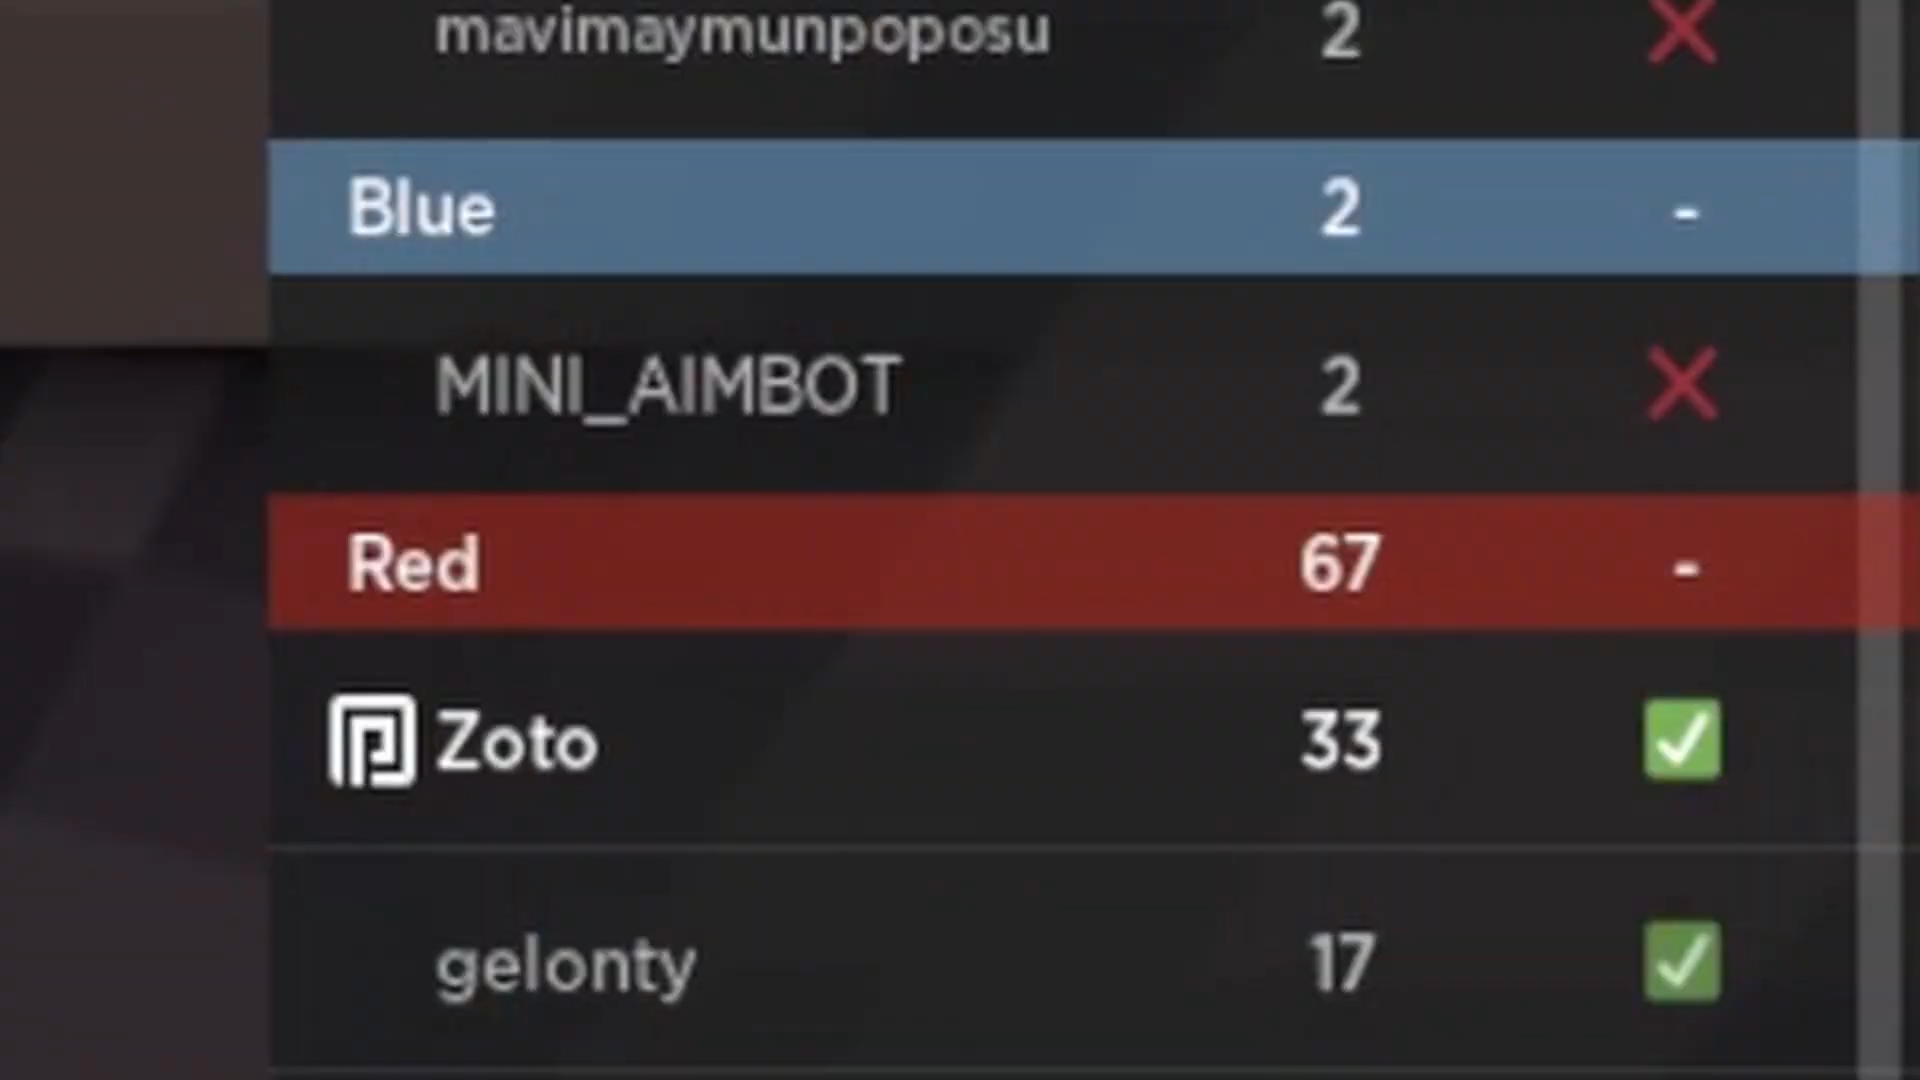 mavimaymunpoposu 2 ❌
Blue 2 -
MINI_AIMBOT 2 ❌
Red 67 -
Zoto 33 ✅
gelonty 17 ✅